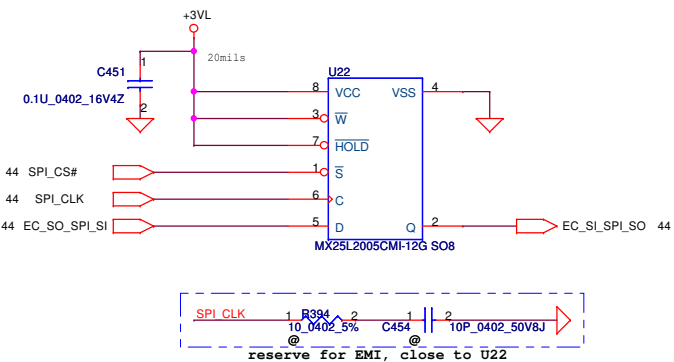 +3VL
20mils
1
C451
0.1U_0402_16V4Z
2
U22
8 VCC VSS 4
3 W
7 HOLD
44 SPI_CS# 1 S
44 SPI_CLK 6 C
44 EC_SO_SPI_SI 5 D Q 2 EC_SI_SPI_SO 44
MX25L2005CMI-12G SO8
SPI_CLK 1 R394 2 1 2
10_0402_5% C454 10P_0402_50V8J
@ @
reserve for EMI, close to U22